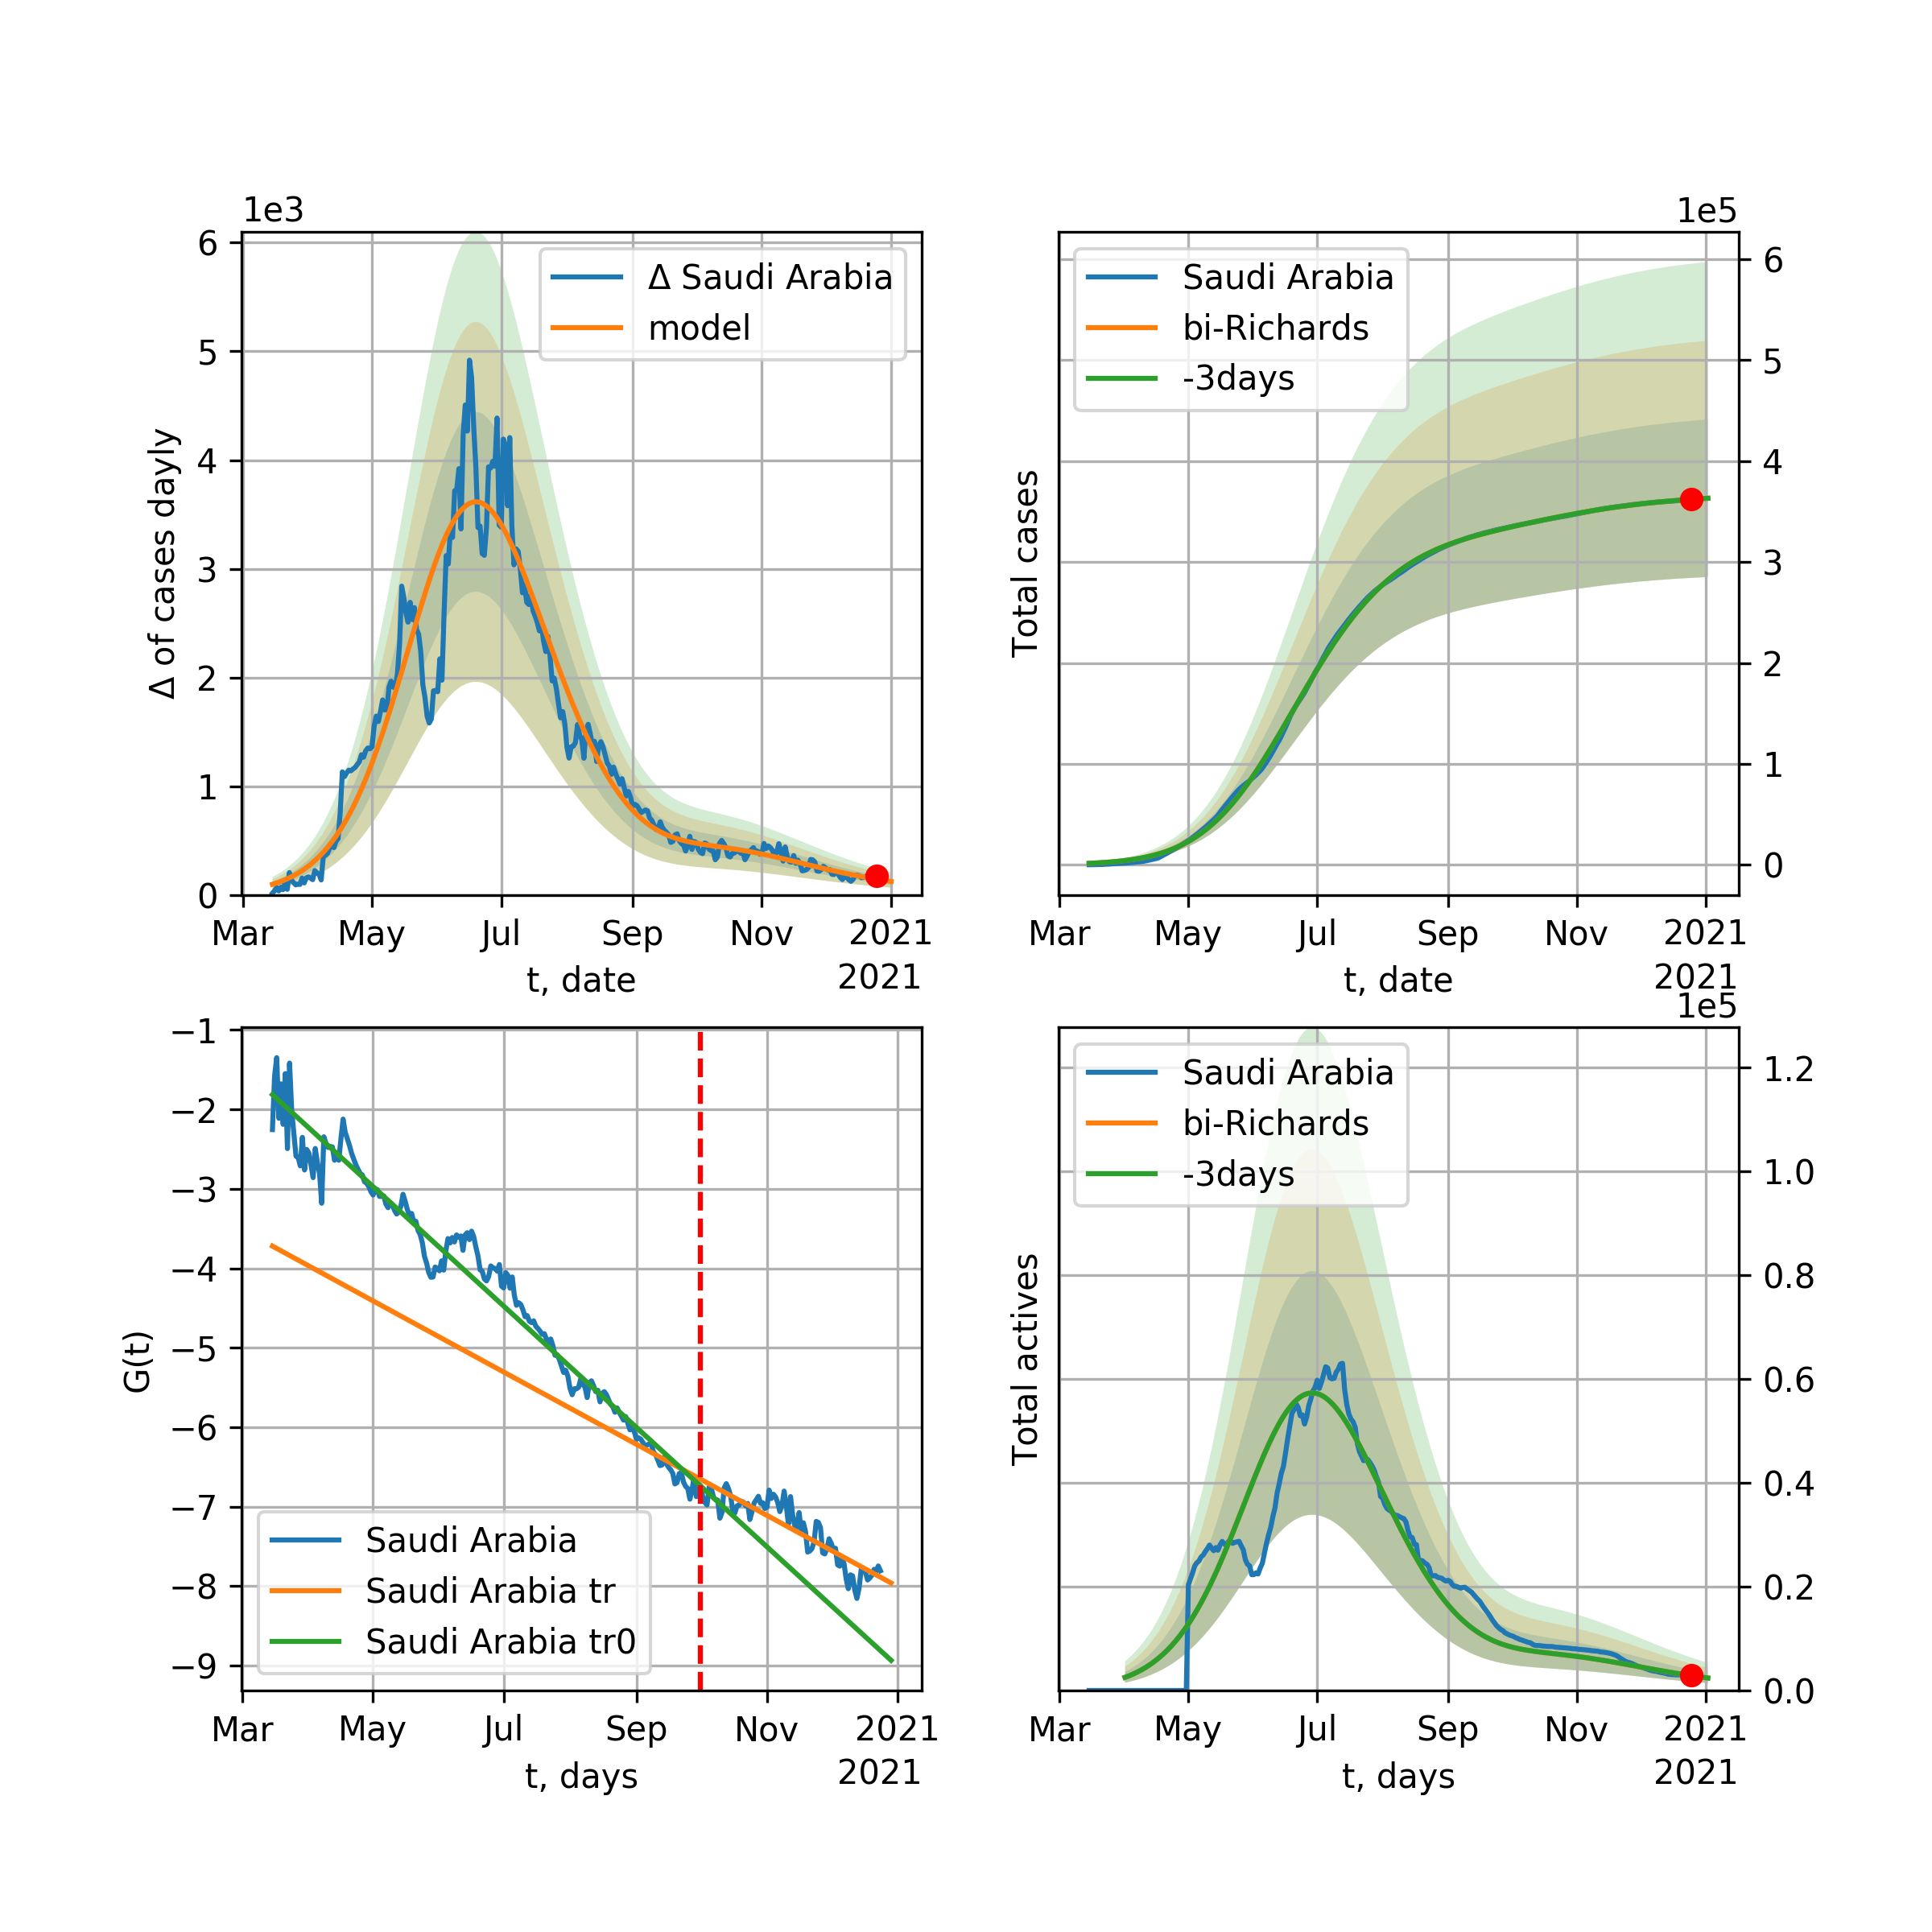 1e3
6
5
4
3
2
1
0
Δ of cases dayly
Δ Saudi Arabia
model
Mar May Jul Sep Nov 2021
t, date 2021
1e5
Saudi Arabia
bi-Richards
-3days
Total cases
6
5
4
3
2
1
0
Mar May Jul Sep Nov 2021
t, date 2021
−1
−2
−3
−4
−5
−6
−7
−8
−9
G(t)
Saudi Arabia
Saudi Arabia tr
Saudi Arabia tr0
Mar May Jul Sep Nov 2021
t, days 2021
1e5
Saudi Arabia
bi-Richards
-3days
Total actives
1.2
1.0
0.8
0.6
0.4
0.2
0.0
Mar May Jul Sep Nov 2021
t, days 2021